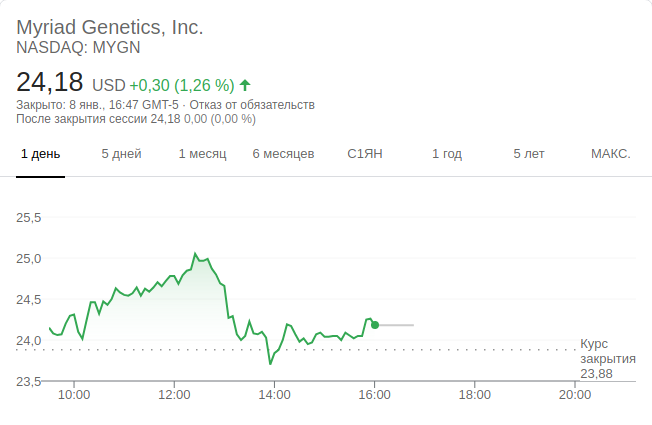 Myriad Genetics, Inc.
NASDAQ: MYGN
24,18 USD +0,30 (1,26 %)
Закрыто: 8 янв., 16:47 GMT-5 · Отказ от обязательств
После закрытия сессии 24,18 0,00 (0,00 %)
1 день 5 дней 1 месяц 6 месяцев С1ЯН 1 год 5 лет МАКС.
25,5
25,0
24,5
24,0
Курс
закрытия
23,88
23,5
10:00 12:00 14:00 16:00 18:00 20:00